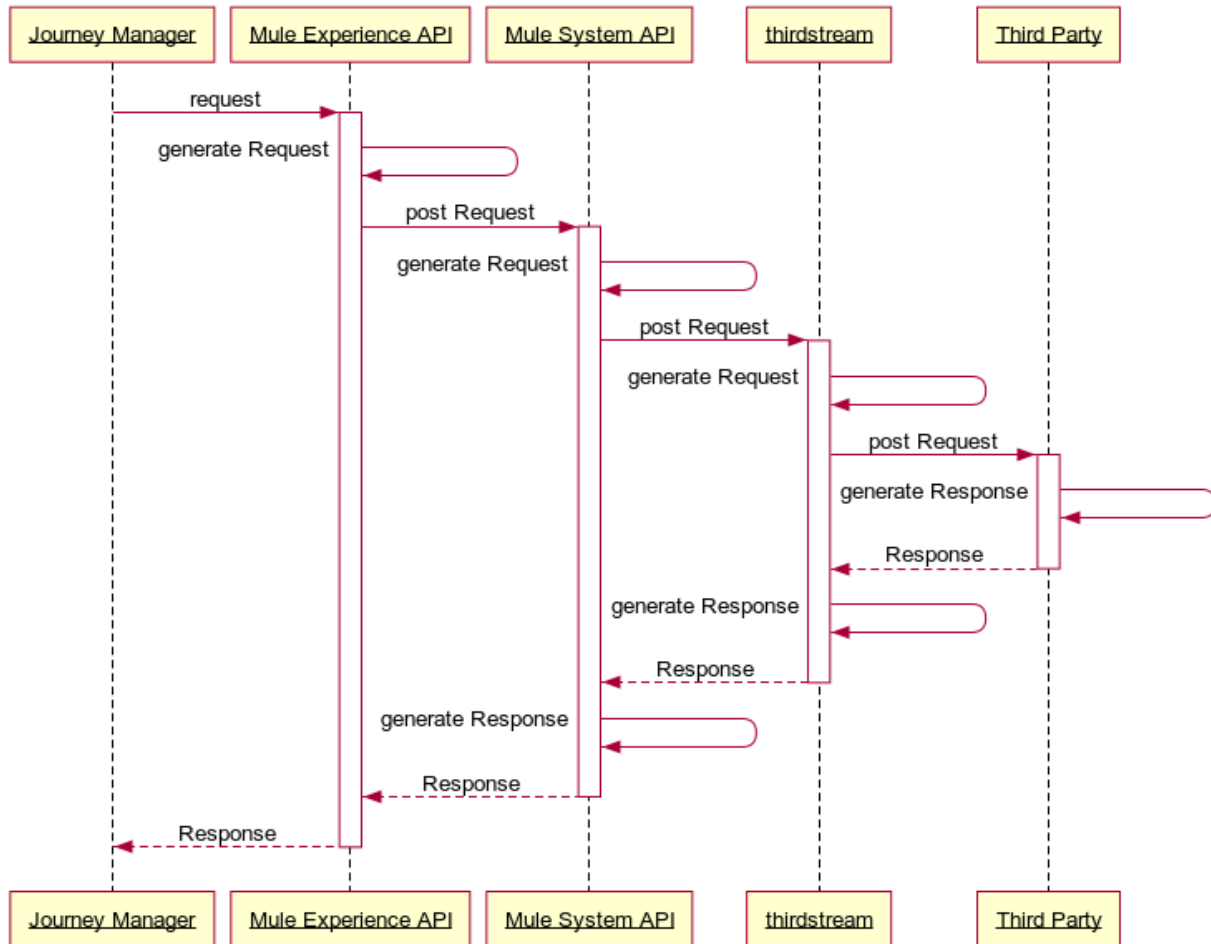 Journey Manager
Mule Experience API
Mule System API
thirdstream
Third Party
request
generate Request
post Request
generate Request
post Request
generate Request
post Request
generate Response
Response
generate Response
Response
generate Response
Response
Response
Journey Manager
Mule Experience API
Mule System API
thirdstream
Third Party